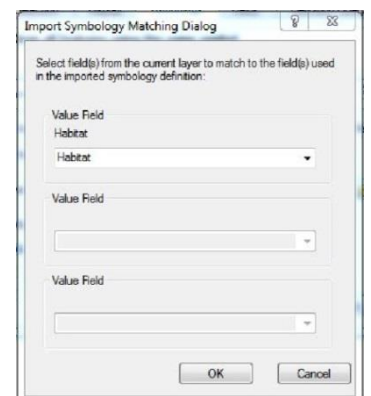 Import Symbology Matching Dialog
Select field(s) from the current layer to match to the field(s) used
in the imported symbology definition:
Value Field
Habitat
Habitat
Value Field
Value Field
OK
Cancel